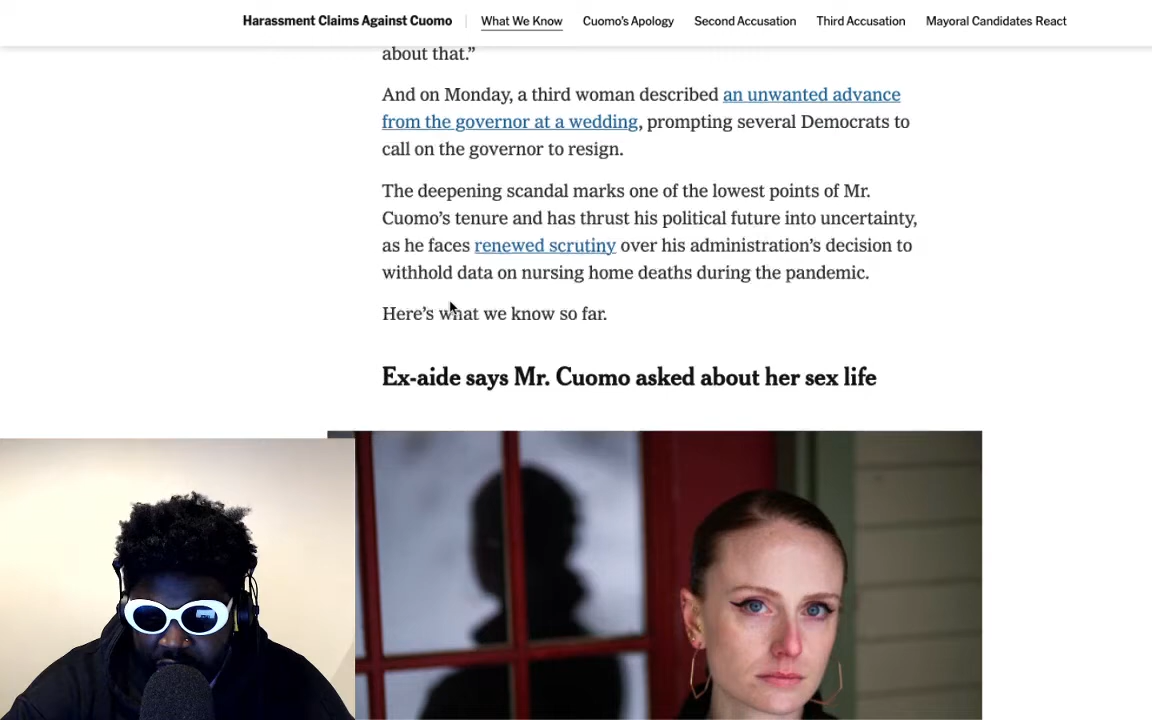 Harassment Claims Against Cuomo What We Know Cuomo’s Apology Second Accusation Third Accusation Mayoral Candidates React
about that.”
And on Monday, a third woman described an unwanted advance
from the governor at a wedding, prompting several Democrats to
call on the governor to resign.
The deepening scandal marks one of the lowest points of Mr.
Cuomo’s tenure and has thrust his political future into uncertainty,
as he faces renewed scrutiny over his administration’s decision to
withhold data on nursing home deaths during the pandemic.
Here’s what we know so far.
Ex-aide says Mr. Cuomo asked about her sex life